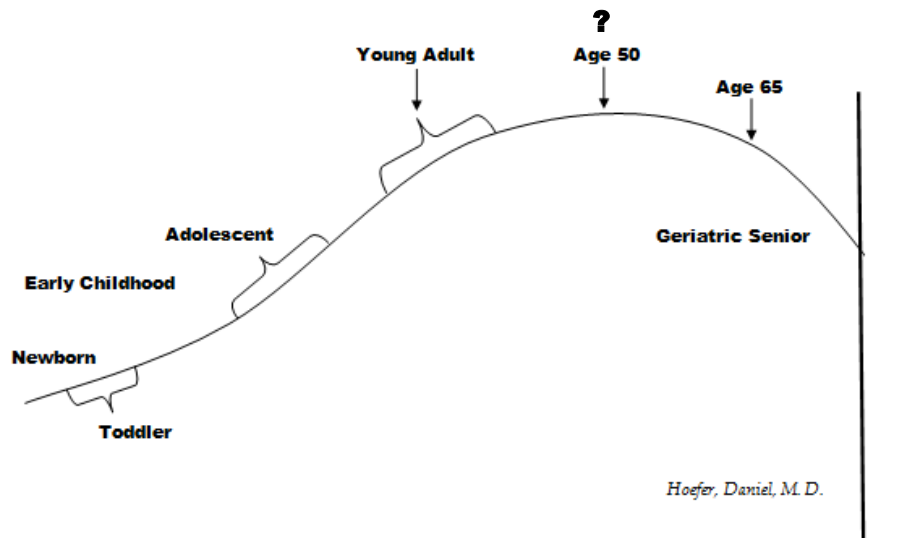 ?
Young Adult
Age 50
Age 65
Adolescent
Geriatric Senior
Early Childhood
Newborn
Toddler
Hoefer, Daniel, M. D.